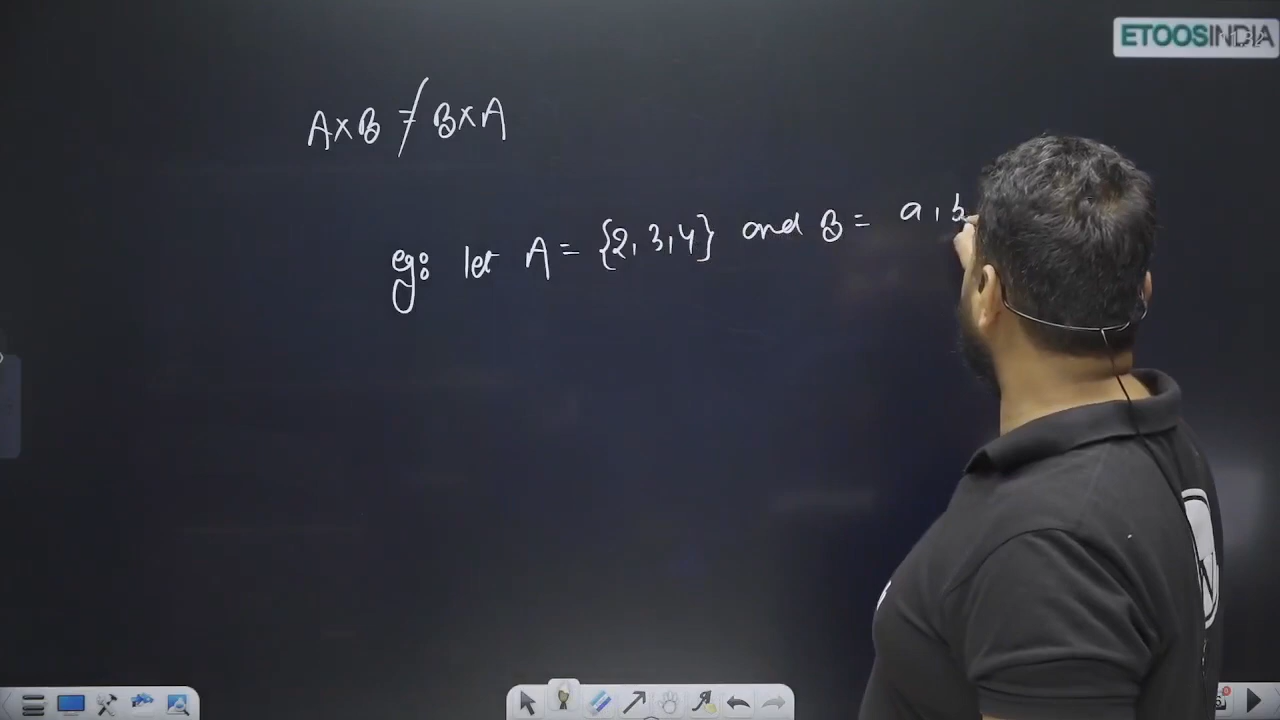 ETOOSINDIA
A×B ≠ B×A
eg: let A = {2, 3, 4} and B = a, b